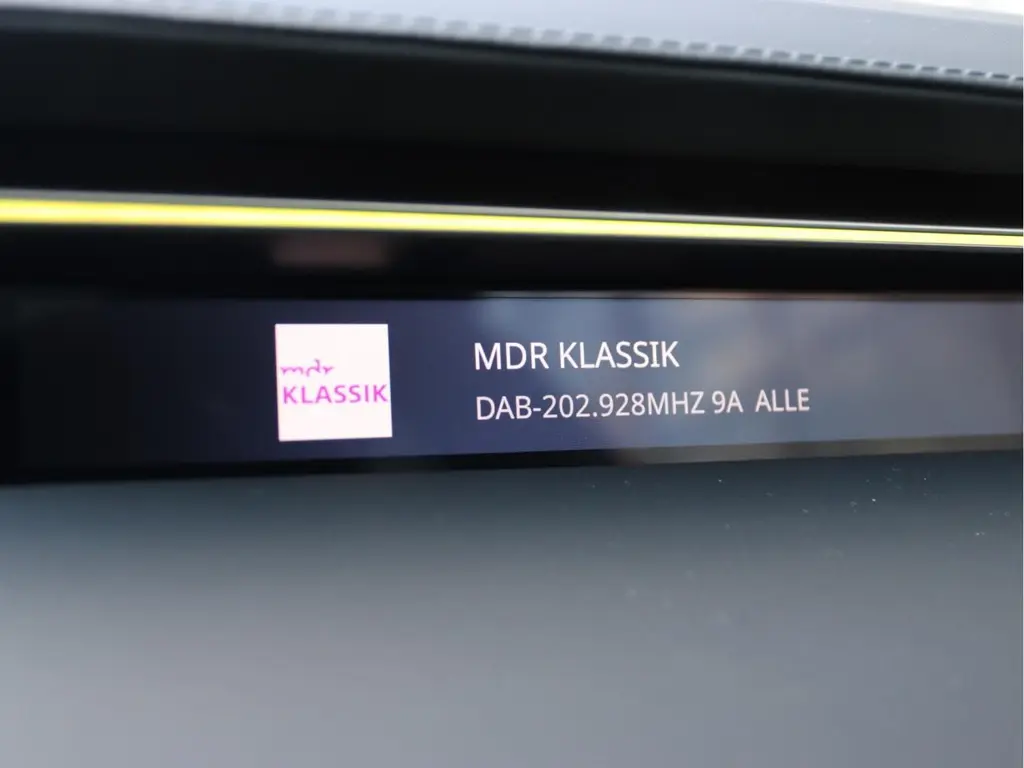 mdr
KLASSIK
MDR KLASSIK
DAB-202.928MHZ 9A ALLE